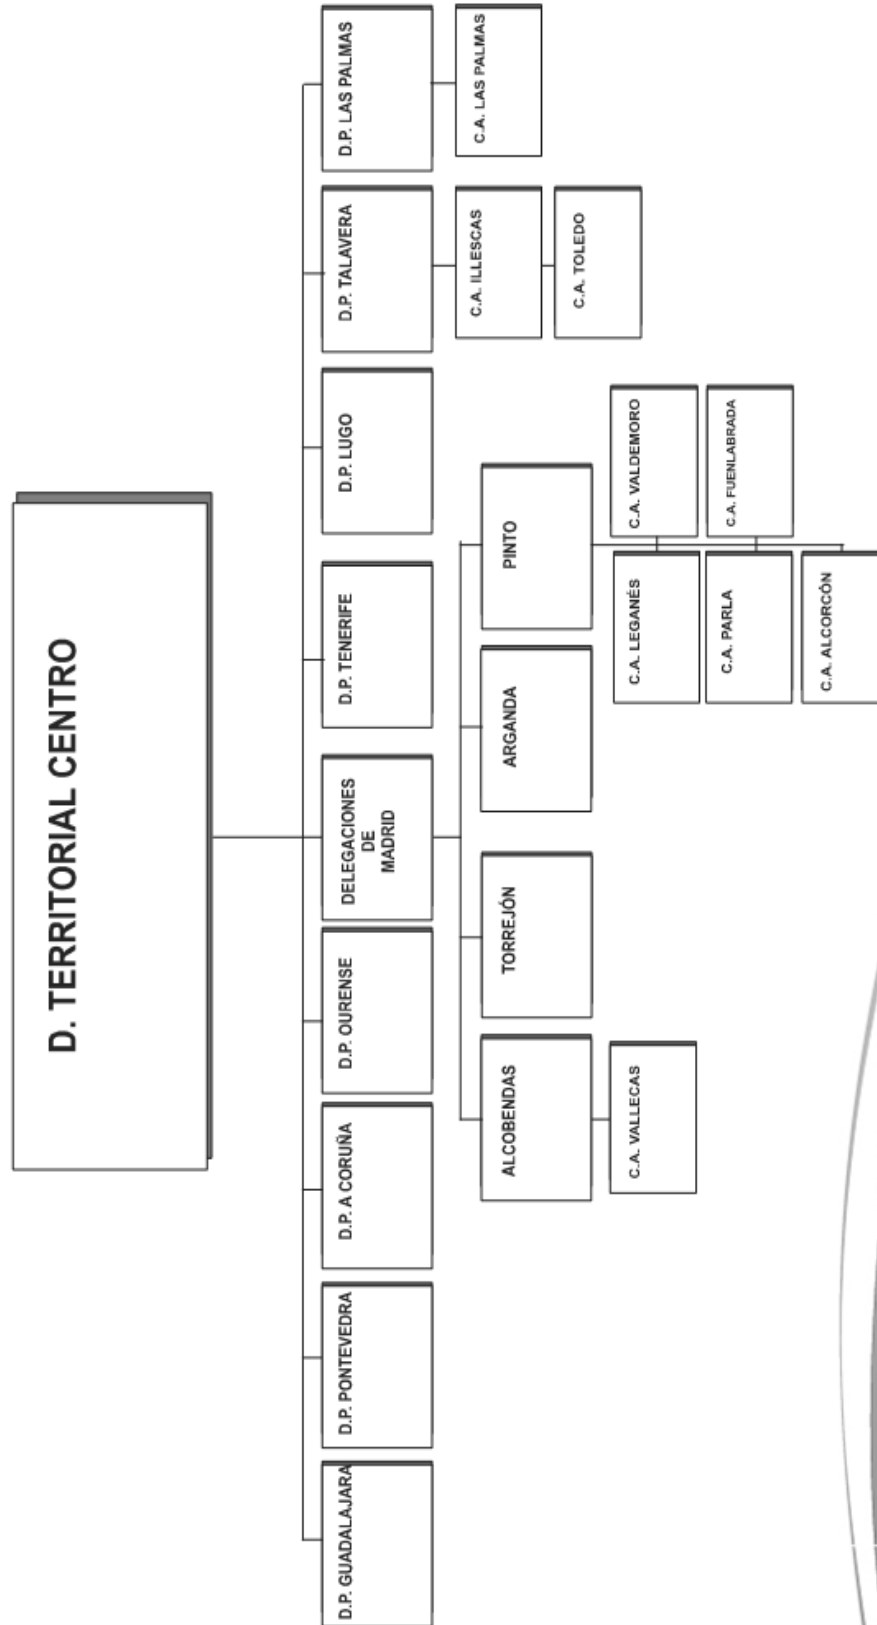 D. TERRITORIAL CENTRO
D.P. GUADALAJARA
D.P. PONTEVEDRA
D.P. A CORUÑA
D.P. OURENSE
DELEGACIONES
DE
MADRID
D.P. TENERIFE
D.P. LUGO
D.P. TALAVERA
D.P. LAS PALMAS
ALCOBENDAS
TORREJÓN
ARGANDA
PINTO
C.A. ILLESCAS
C.A. LAS PALMAS
C.A. TOLEDO
C.A. VALLECAS
C.A. LEGANÉS
C.A. VALDEMORO
C.A. PARLA
C.A. FUENLABRADA
C.A. ALCORCÓN